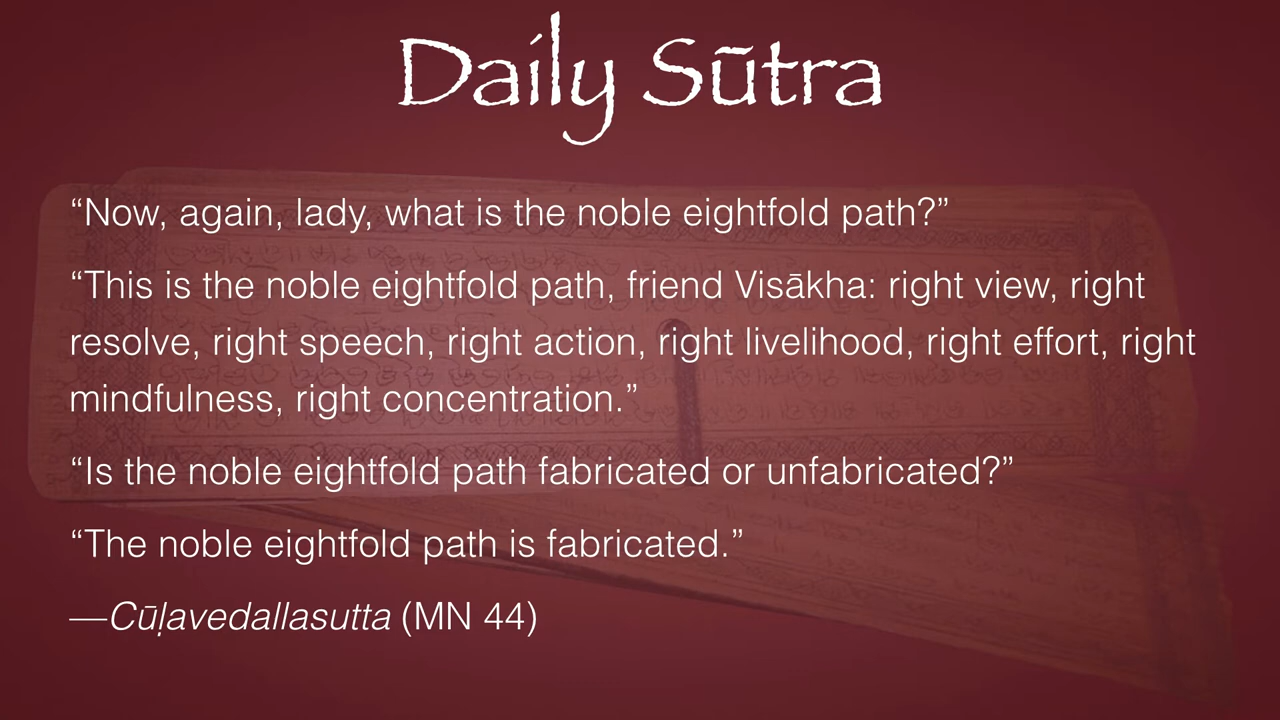 Daily Sūtra
“Now, again, lady, what is the noble eightfold path?”
“This is the noble eightfold path, friend Visākha: right view, right
resolve, right speech, right action, right livelihood, right effort, right
mindfulness, right concentration.”
“Is the noble eightfold path fabricated or unfabricated?”
“The noble eightfold path is fabricated.”
—Cūḷavedallasutta (MN 44)